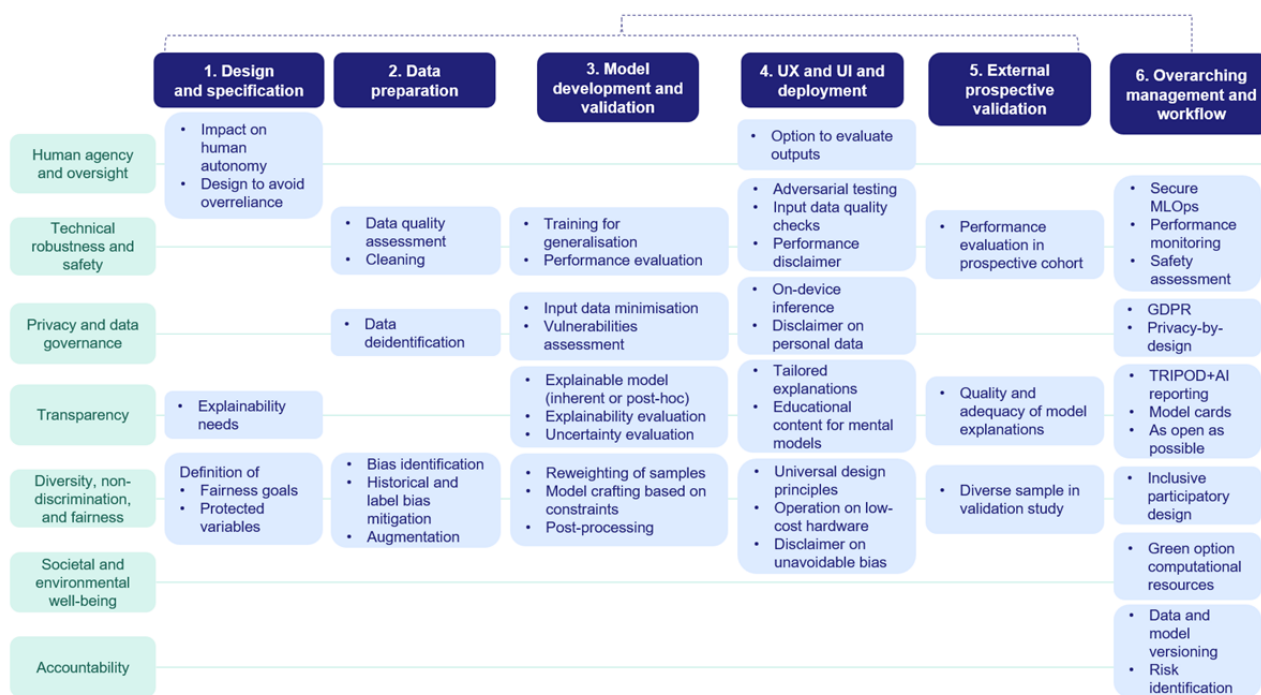 1. Design
and specification
2. Data
preparation
3. Model
development and
validation
4. UX and UI and
deployment
5. External
prospective
validation
6. Overarching
management and
workflow
Human agency
and oversight
• Impact on
human
autonomy
• Design to avoid
overreliance
• Option to evaluate
outputs
Technical
robustness and
safety
• Data quality
assessment
• Cleaning
• Training for
generalisation
• Performance evaluation
• Adversarial testing
• Input data quality
checks
• Performance
disclaimer
• Performance
evaluation in
prospective cohort
• Secure
MLOps
• Performance
monitoring
• Safety
assessment
Privacy and data
governance
• Data
deidentification
• Input data minimisation
• Vulnerabilities
assessment
• On-device
inference
• Disclaimer on
personal data
• GDPR
• Privacy-by-
design
Transparency
• Explainability
needs
• Explainable model
(inherent or post-hoc)
• Explainability evaluation
• Uncertainty evaluation
• Tailored
explanations
• Educational
content for mental
models
• Quality and
adequacy of model
explanations
• TRIPOD+AI
reporting
• Model cards
• As open as
possible
Diversity, non-
discrimination,
and fairness
Definition of
• Fairness goals
• Protected
variables
• Bias identification
• Historical and
label bias
mitigation
• Augmentation
• Reweighting of samples
• Model crafting based on
constraints
• Post-processing
• Universal design
principles
• Operation on low-
cost hardware
• Disclaimer on
unavoidable bias
• Diverse sample in
validation study
• Inclusive
participatory
design
Societal and
environmental
well-being
• Green option
computational
resources
Accountability
• Data and
model
versioning
• Risk
identification